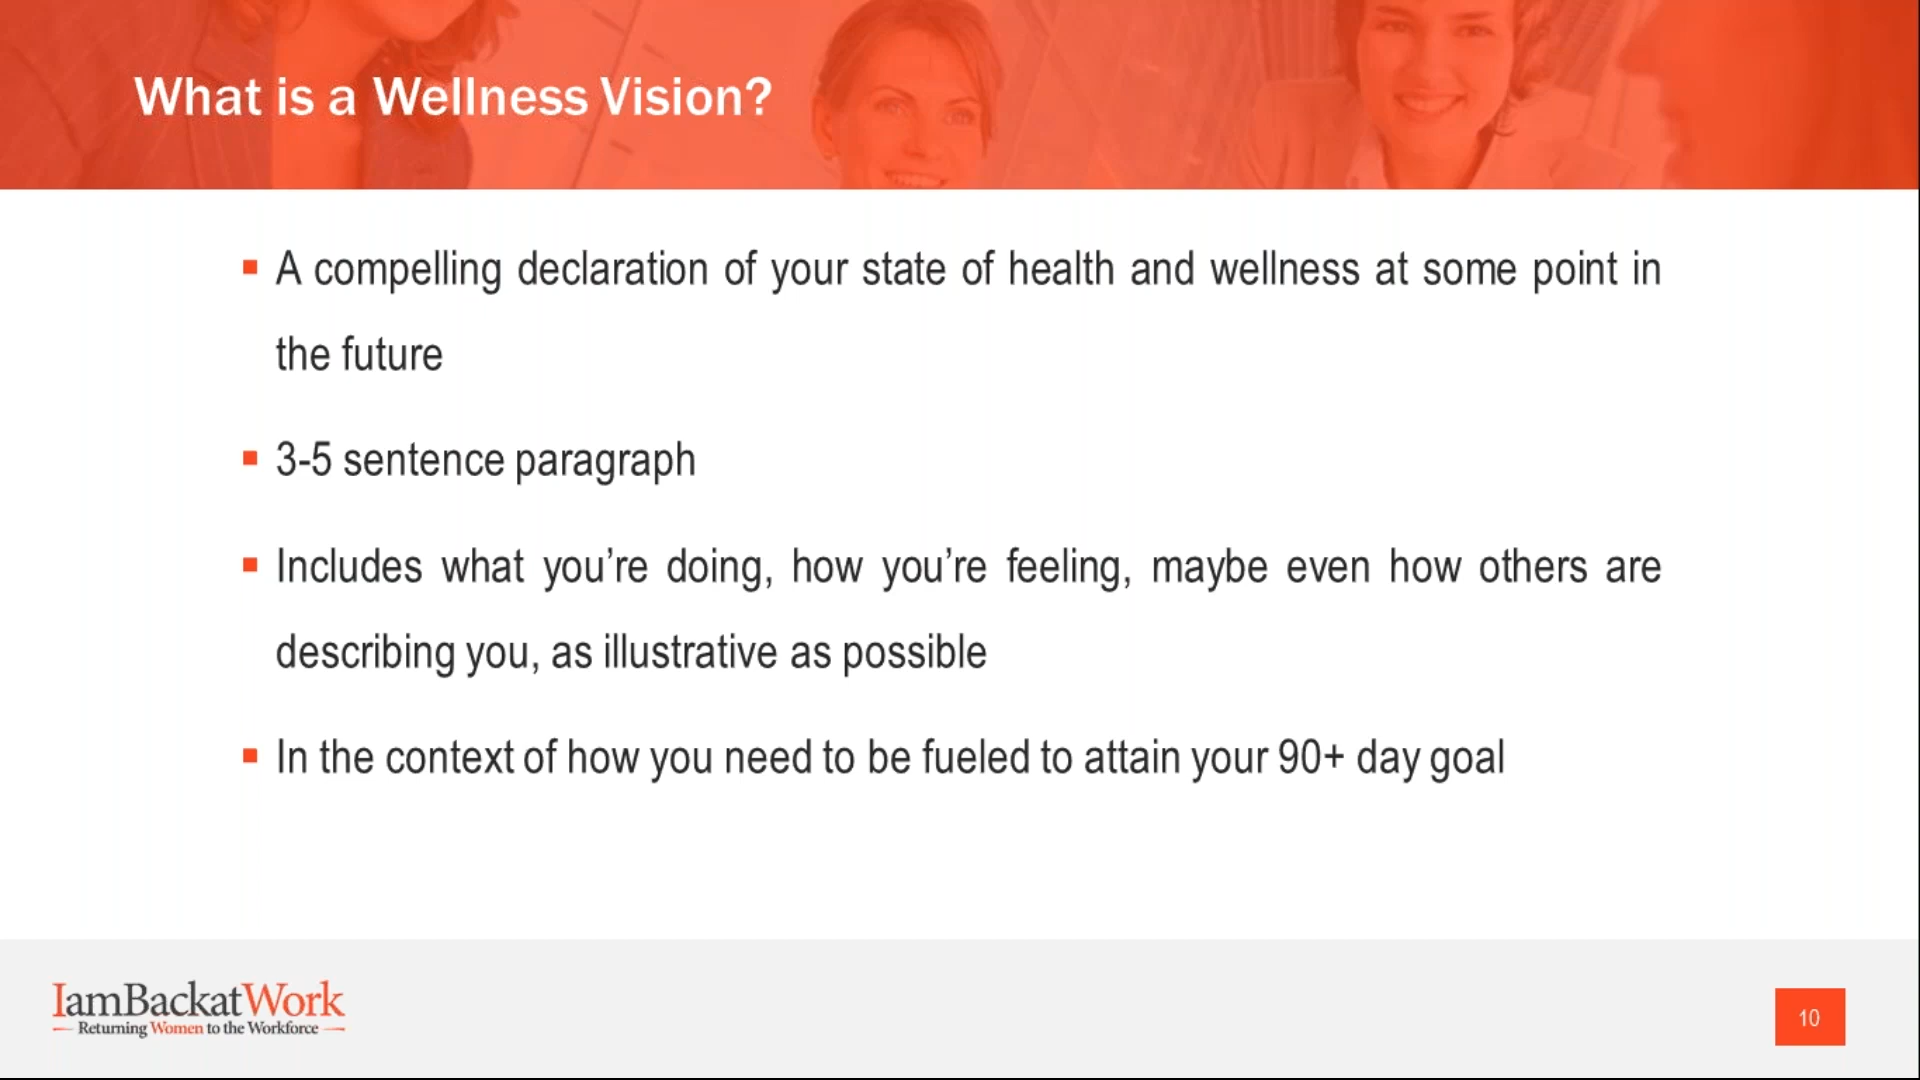 What is a Wellness Vision?
A compelling declaration of your state of health and wellness at some point in
the future
3-5 sentence paragraph
Includes what you’re doing, how you’re feeling, maybe even how others are
describing you, as illustrative as possible
In the context of how you need to be fueled to attain your 90+ day goal
IamBackatWork
Returning Women to the Workforce
10